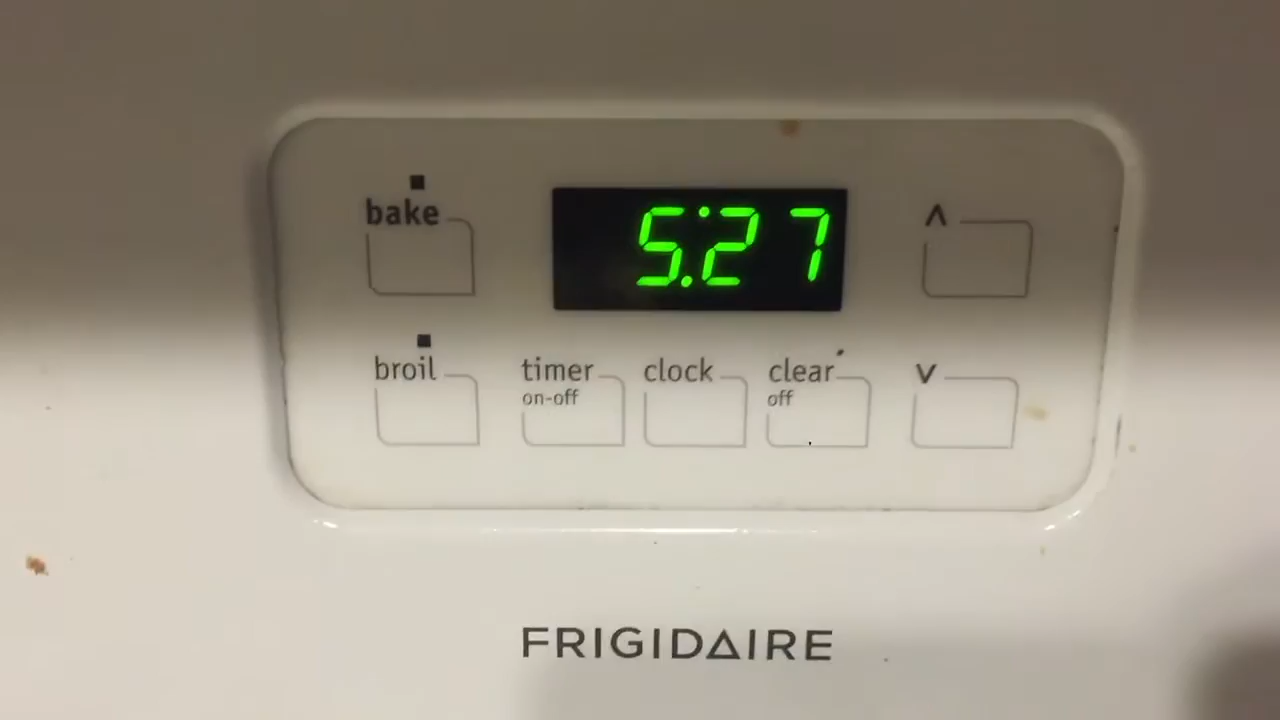 bake
5:27
^
broil
timer
on-off
clock
clear
off
v
FRIGIDAIRE